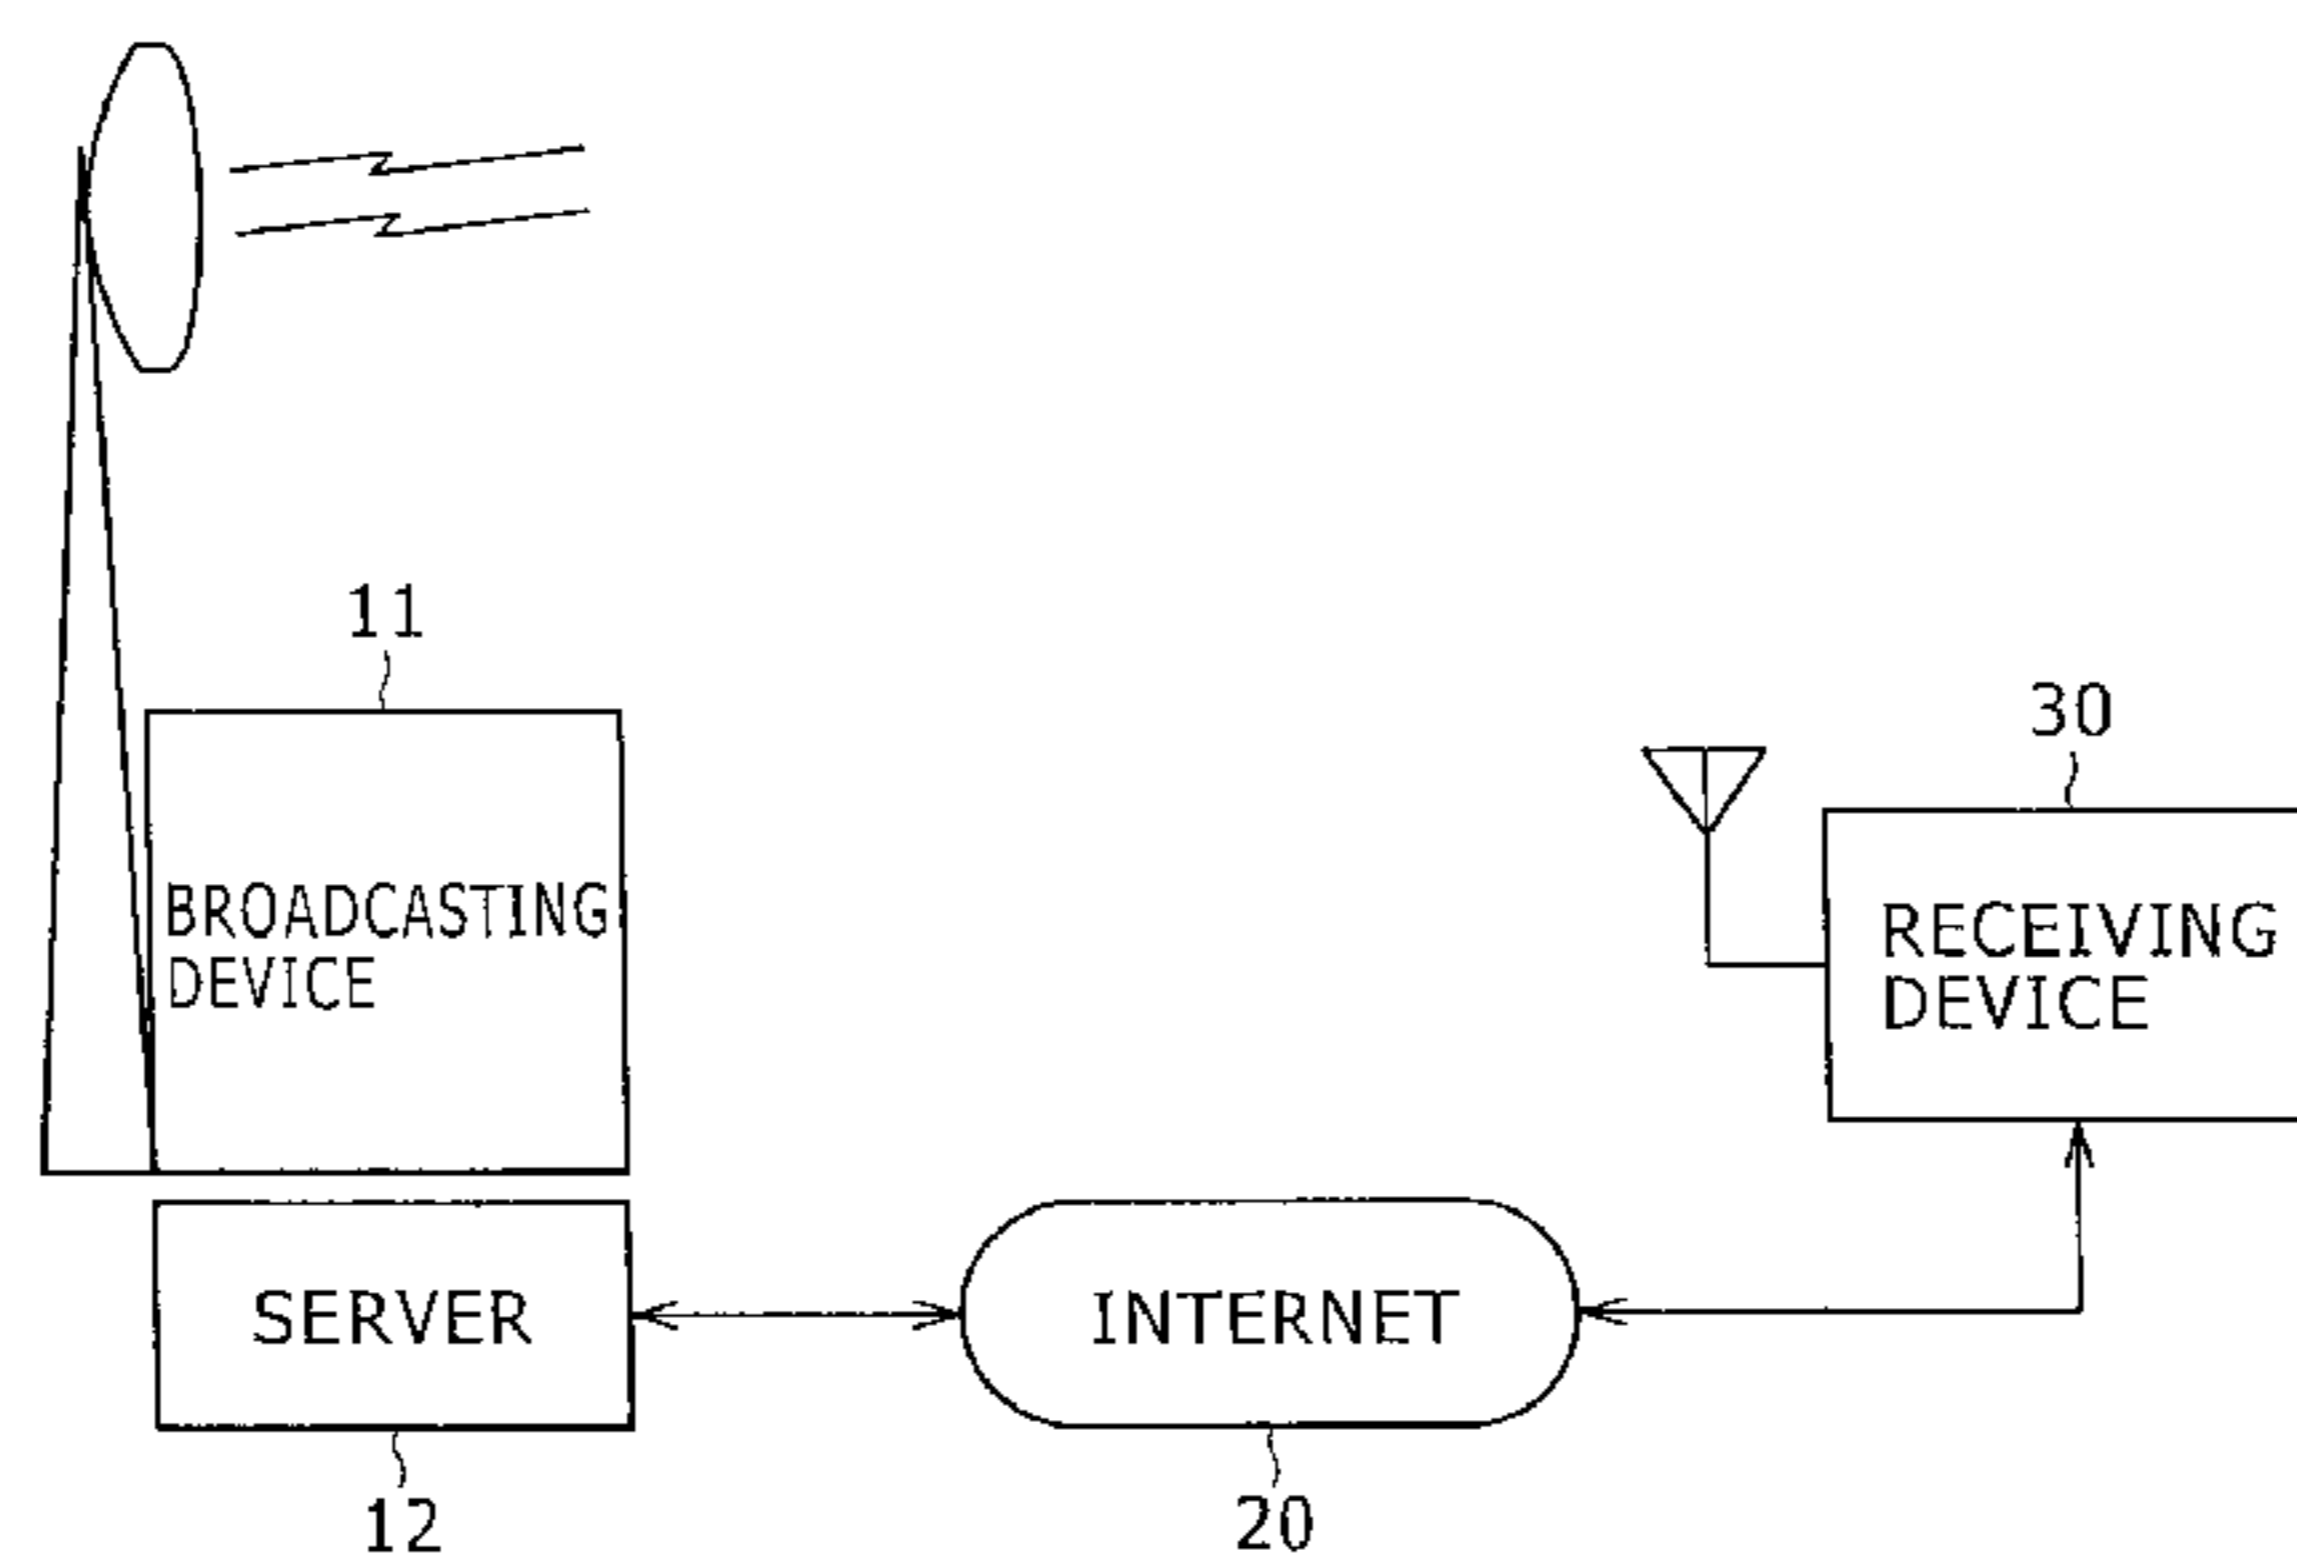 11
BROADCASTING
DEVICE
30
RECEIVING
DEVICE
SERVER
INTERNET
12
20